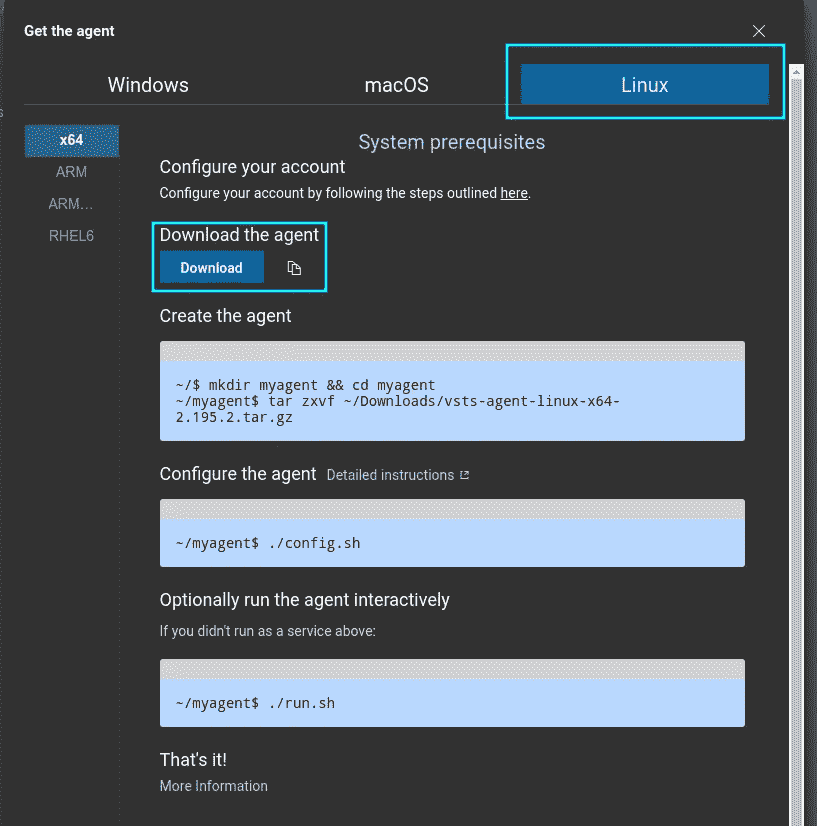 Get the agent
Windows
macOS
Linux
x64
ARM
ARM...
RHEL6
System prerequisites
Configure your account
Configure your account by following the steps outlined here.
Download the agent
Download
Create the agent
~/$ mkdir myagent && cd myagent
~/myagent$ tar zxvf ~/Downloads/vsts-agent-linux-x64-
2.195.2.tar.gz
Configure the agent Detailed instructions
~/myagent$ ./config.sh
Optionally run the agent interactively
If you didn't run as a service above:
~/myagent$ ./run.sh
That's it!
More Information